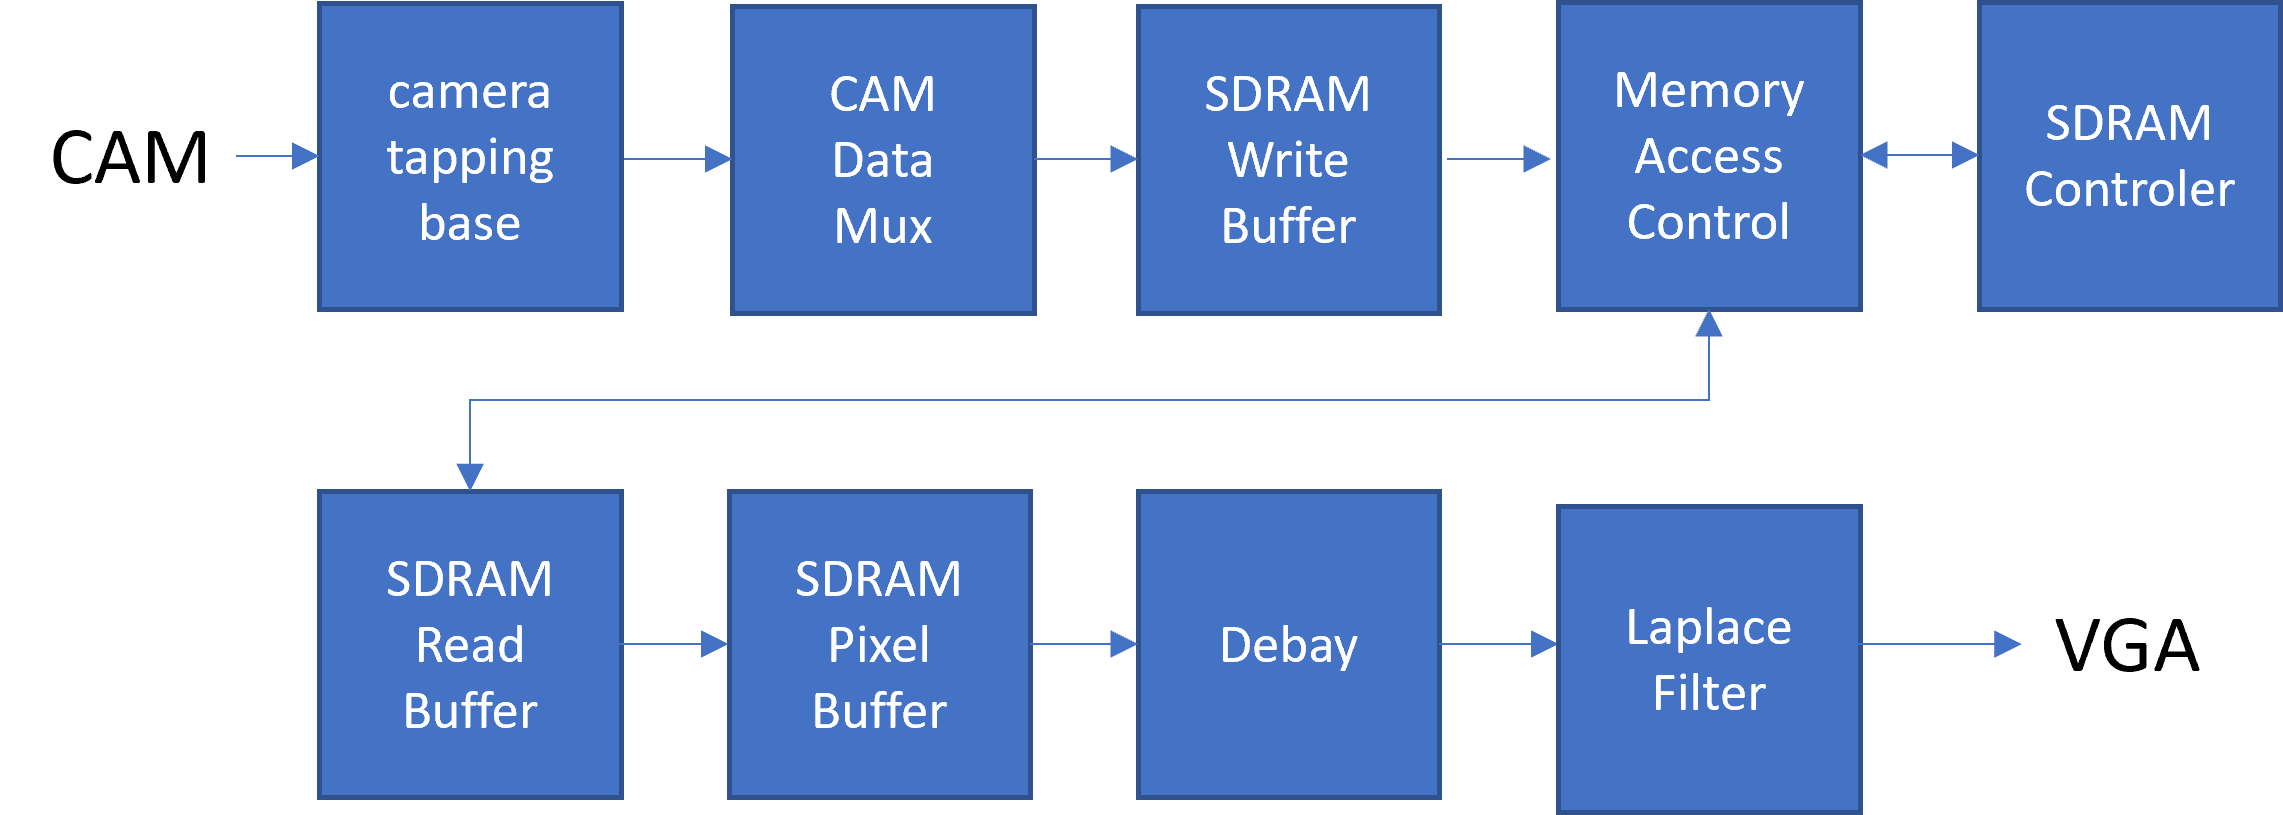 CAM
camera
tapping
base
CAM
Data
Mux
SDRAM
Write
Buffer
Memory
Access
Control
SDRAM
Controler
SDRAM
Read
Buffer
SDRAM
Pixel
Buffer
Debay
Laplace
Filter
VGA